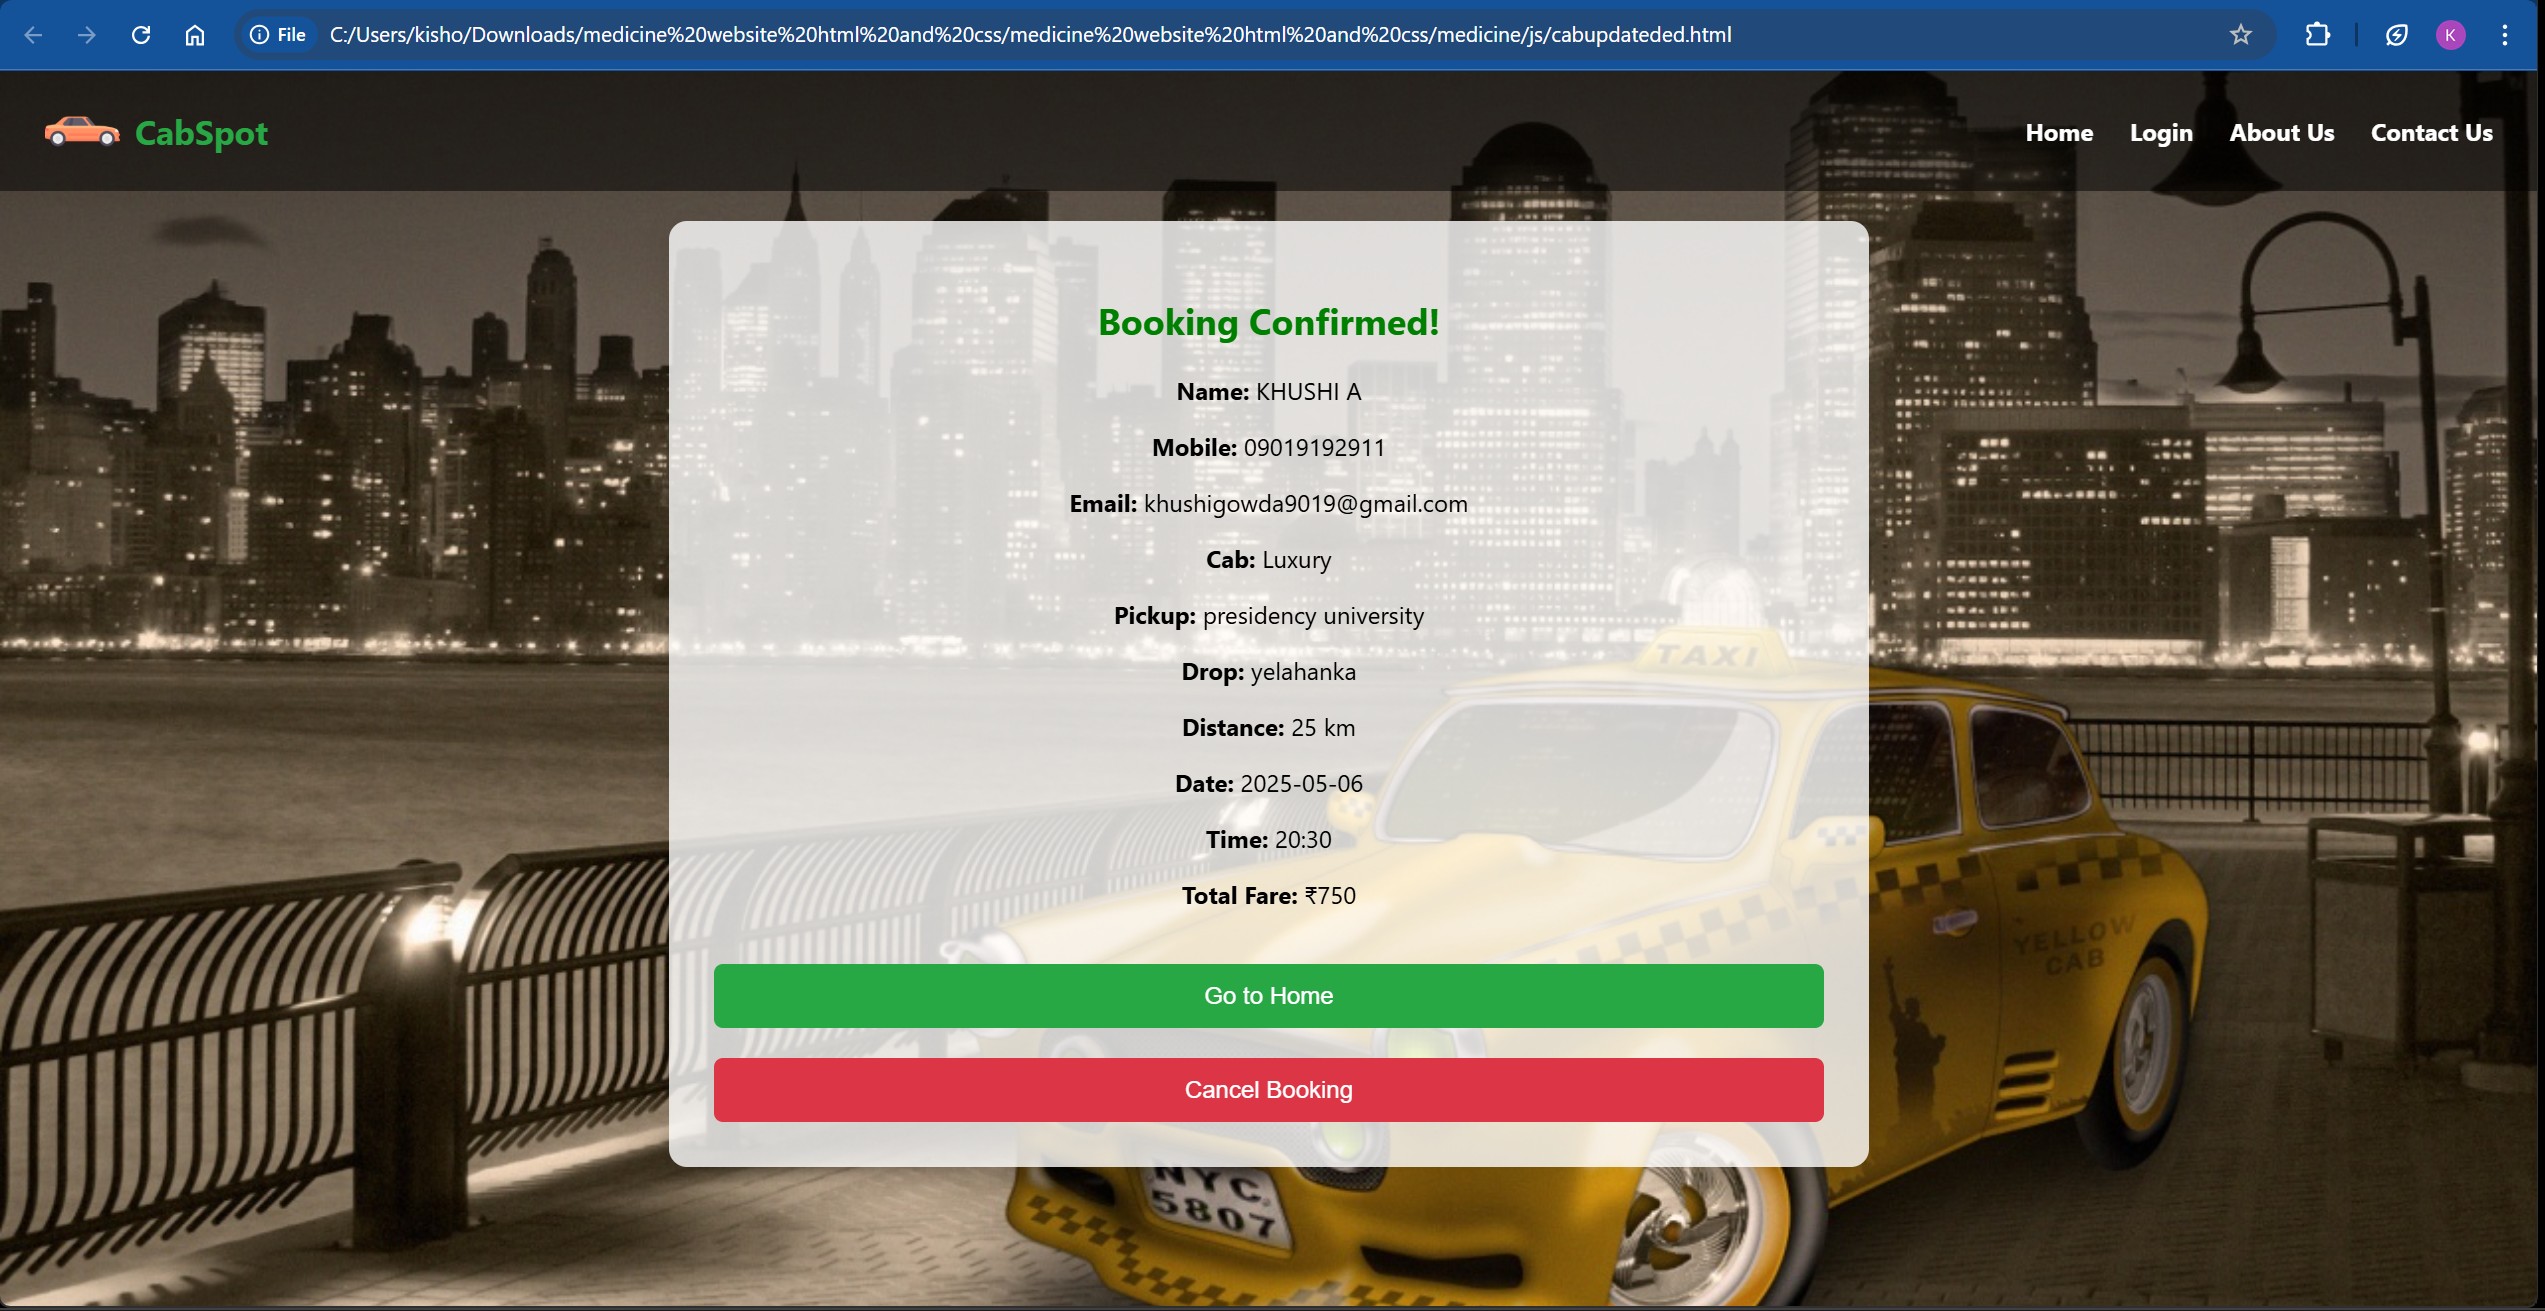 File
C:/Users/kisho/Downloads/medicine%20website%20html%20and%20css/medicine%20website%20html%20and%20css/medicine/js/cabupdateded.html
K
CabSpot
Home
Login
About Us
Contact Us
Booking Confirmed!
Name: KHUSHI A
Mobile: 09019192911
Email: khushigowda9019@gmail.com
Cab: Luxury
Pickup: presidency university
Drop: yelahanka
Distance: 25 km
Date: 2025-05-06
Time: 20:30
Total Fare: ₹750
Go to Home
Cancel Booking
TAXI
YELLOW
CAB
NYC
5807